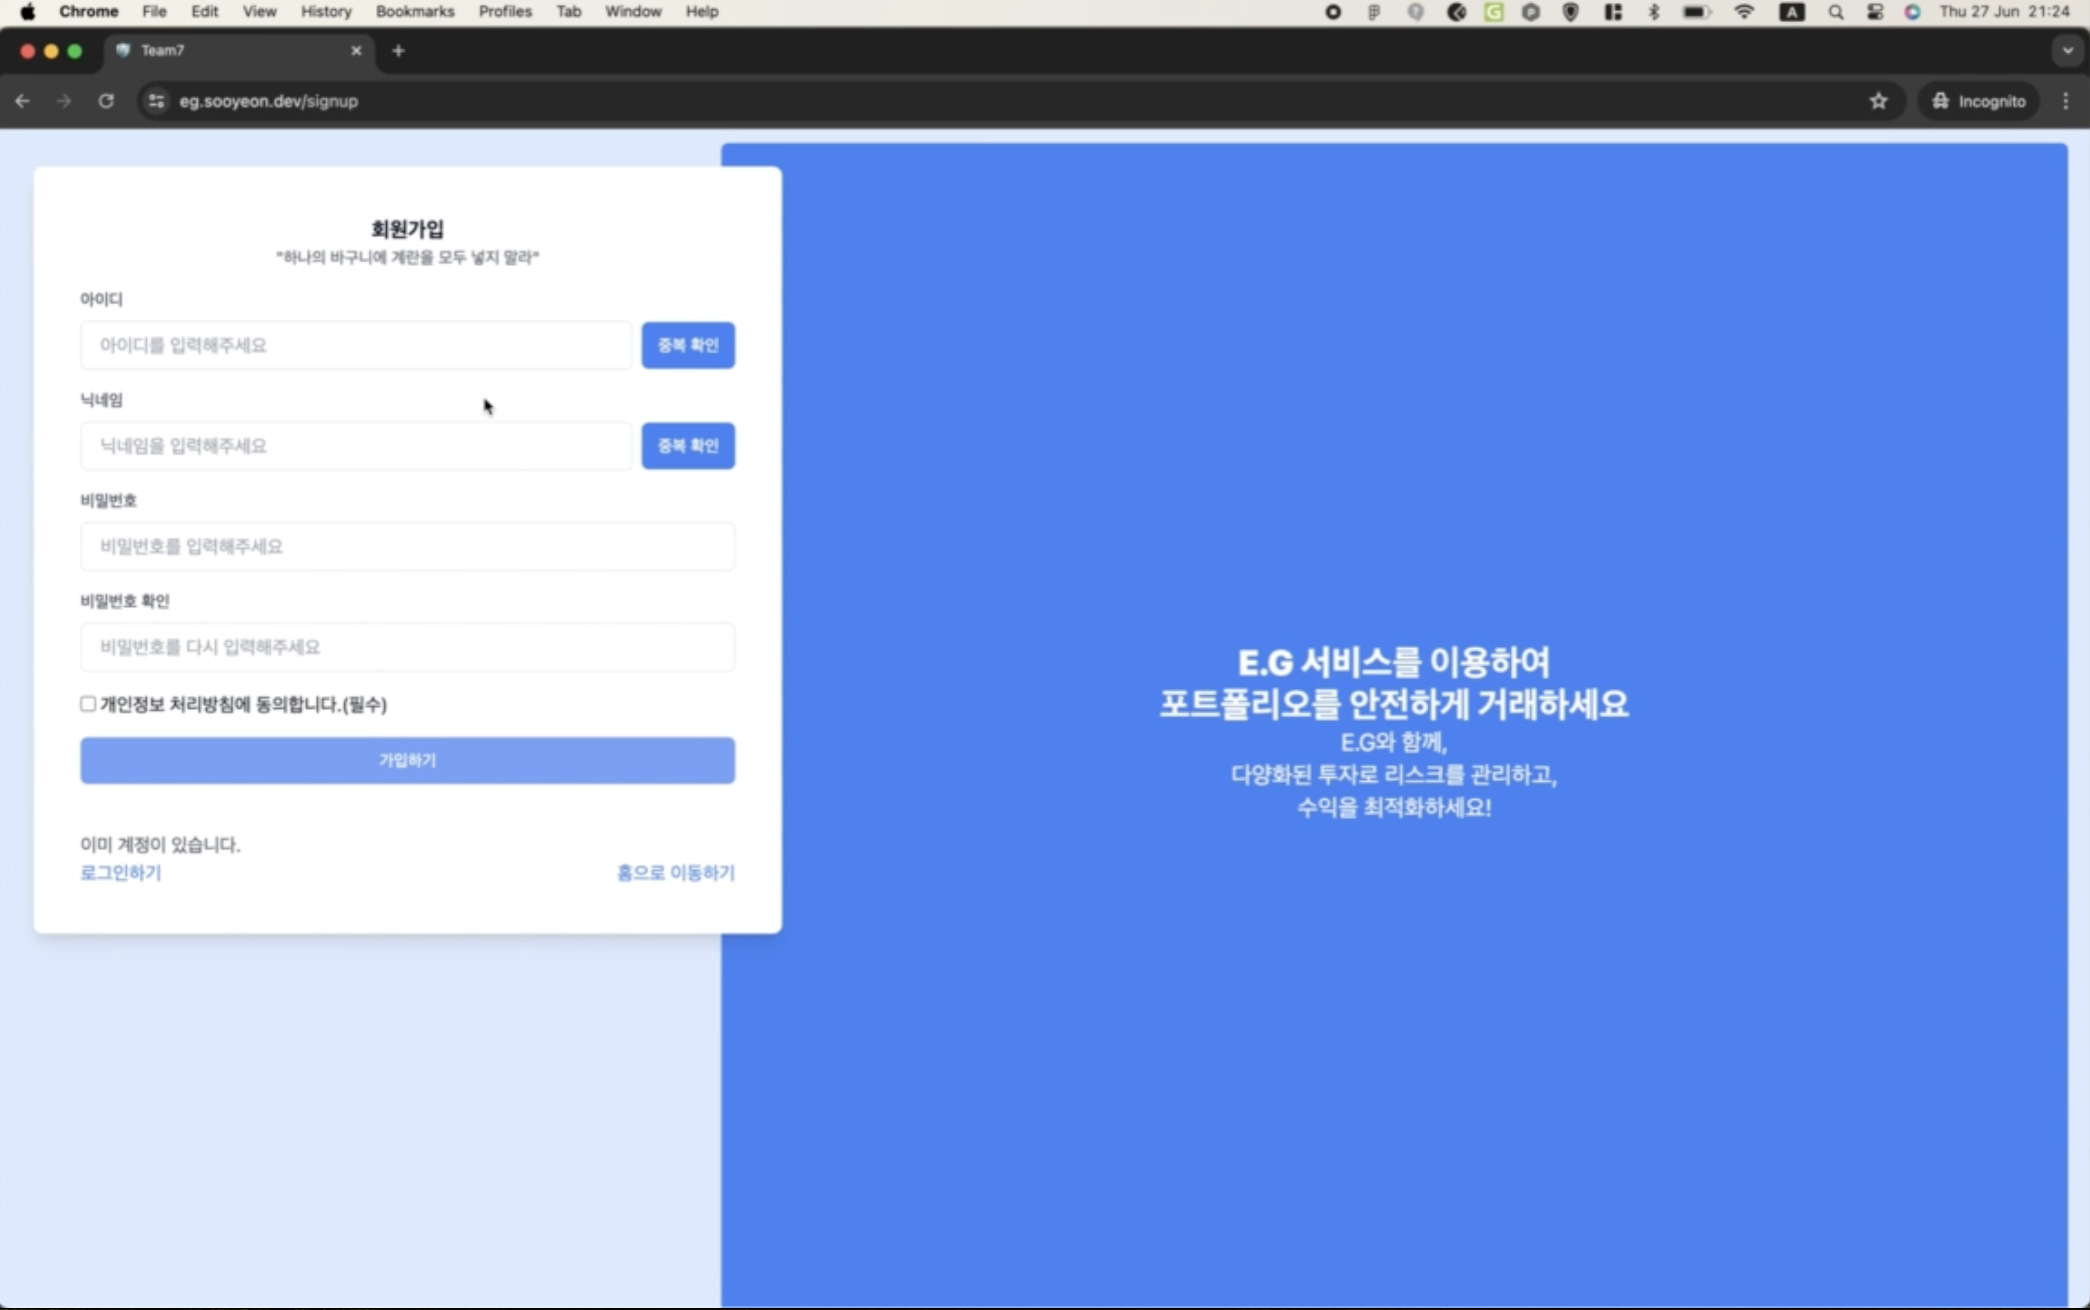 Chrome File Edit View History Bookmarks Profiles Tab Window Help A Thu 27 Jun 21:24
Team7
eg.sooyeon.dev/signup
Incognito
회원가입
"하나의 바구니에 계란을 모두 넣지 말라"
아이디
아이디를 입력해주세요
중복 확인
닉네임
닉네임을 입력해주세요
중복 확인
비밀번호
비밀번호를 입력해주세요
비밀번호 확인
비밀번호를 다시 입력해주세요
개인정보 처리방침에 동의합니다.(필수)
가입하기
이미 계정이 있습니다.
로그인하기
홈으로 이동하기
E.G 서비스를 이용하여
포트폴리오를 안전하게 거래하세요
E.G와 함께,
다양화된 투자로 리스크를 관리하고,
수익을 최적화하세요!